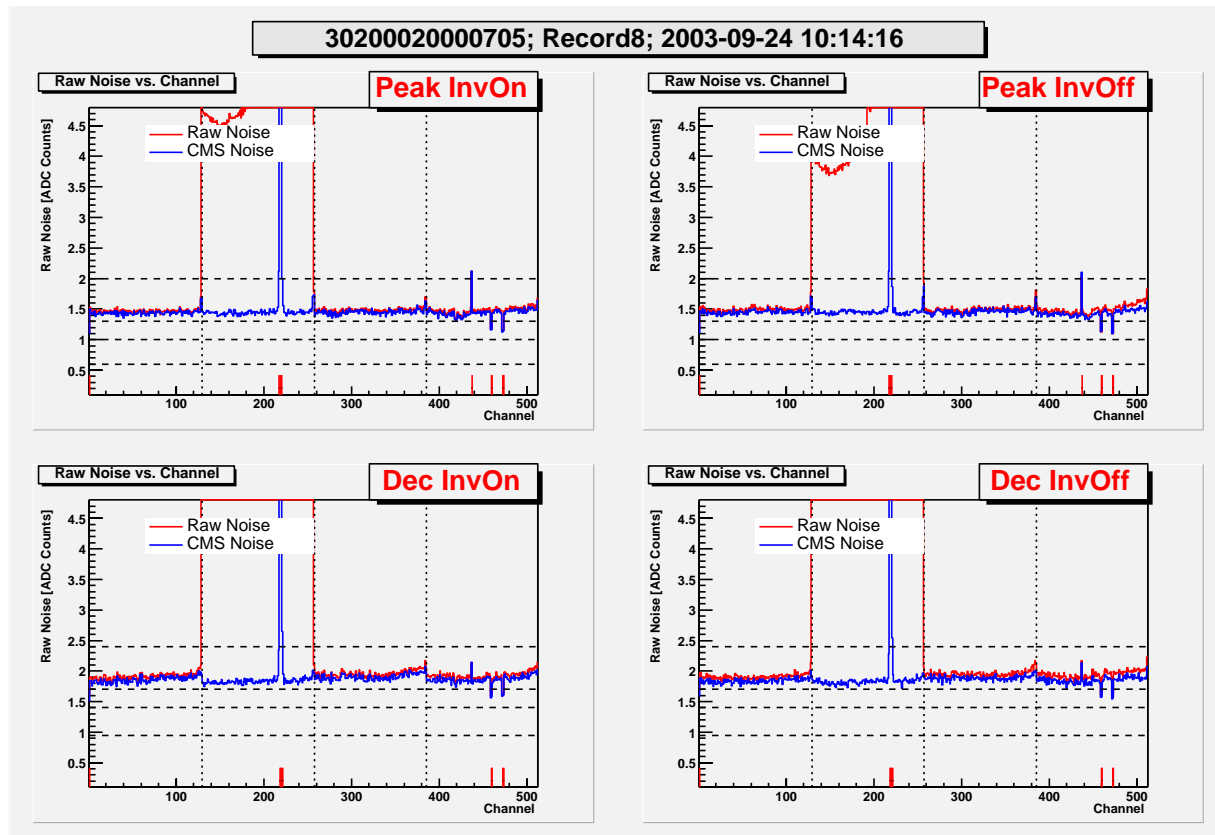 30200020000705; Record8; 2003-09-24 10:14:16
Raw Noise vs. Channel
Peak InvOn
Raw Noise [ADC Counts]
4.5
4
3.5
3
2.5
2
1.5
1
0.5
Raw Noise
CMS Noise
100 200 300 400 500
Channel
Raw Noise vs. Channel
Peak InvOff
Raw Noise [ADC Counts]
4.5
4
3.5
3
2.5
2
1.5
1
0.5
Raw Noise
CMS Noise
100 200 300 400 500
Channel
Raw Noise vs. Channel
Dec InvOn
Raw Noise [ADC Counts]
4.5
4
3.5
3
2.5
2
1.5
1
0.5
Raw Noise
CMS Noise
100 200 300 400 500
Channel
Raw Noise vs. Channel
Dec InvOff
Raw Noise [ADC Counts]
4.5
4
3.5
3
2.5
2
1.5
1
0.5
Raw Noise
CMS Noise
100 200 300 400 500
Channel